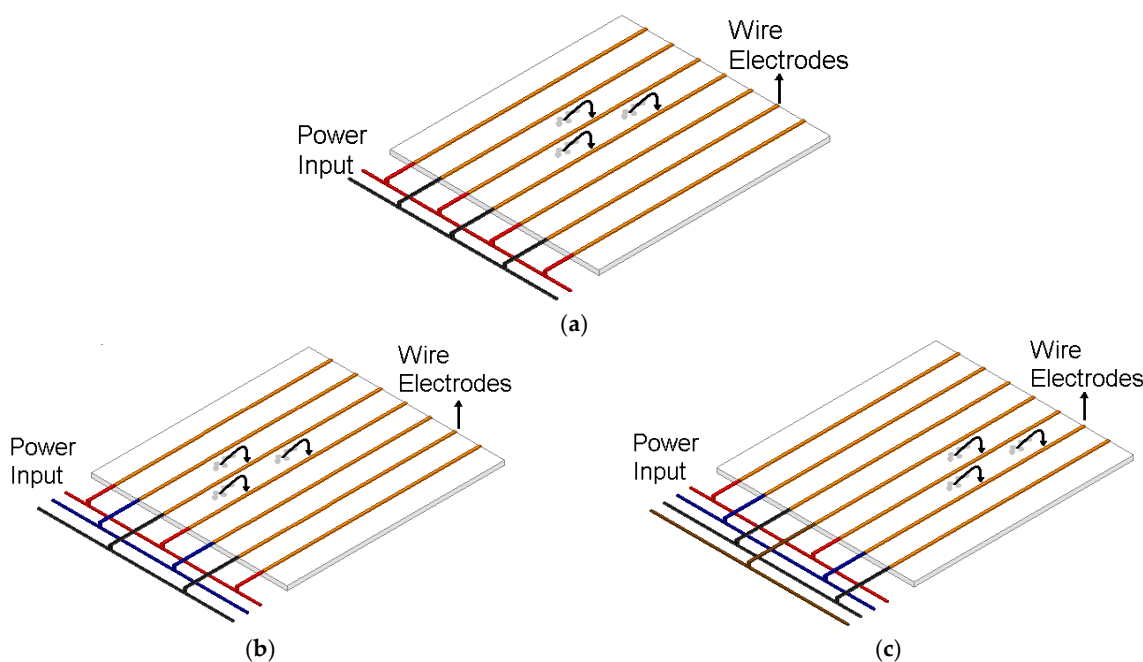 Wire
Electrodes
Power
Input
(a)
Wire
Electrodes
Power
Input
(b)
Wire
Electrodes
Power
Input
(c)